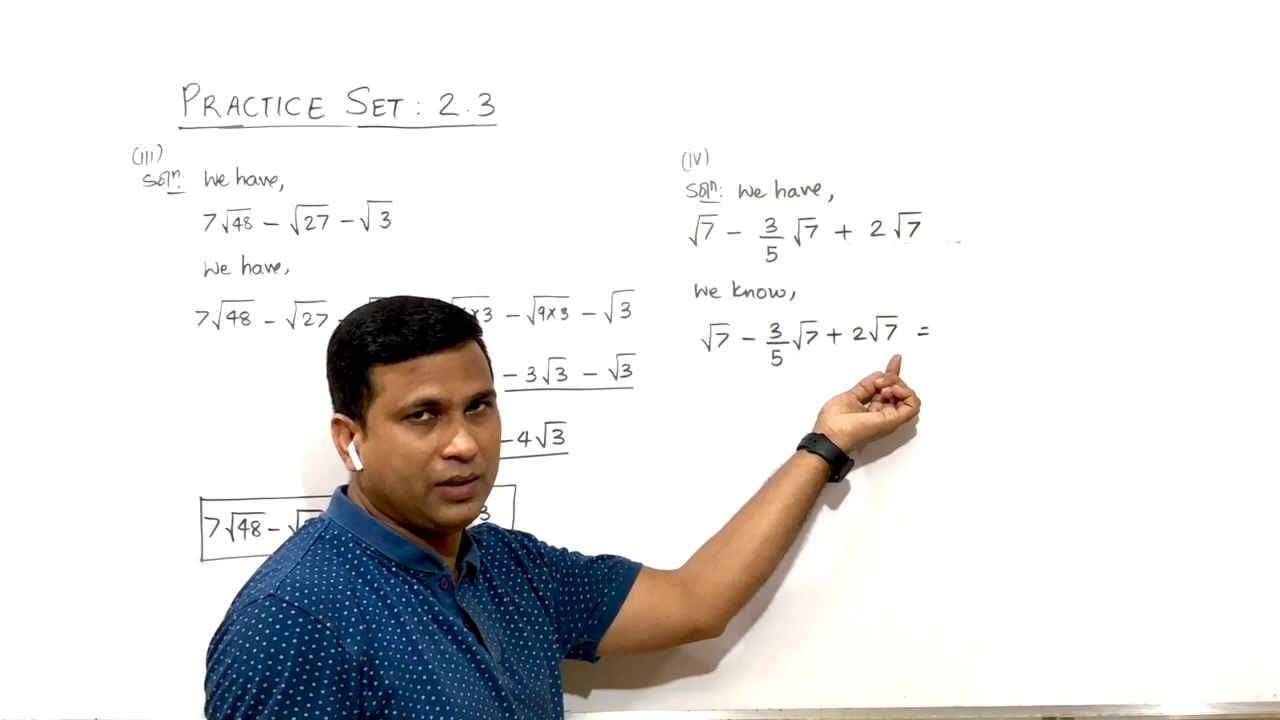 PRACTICE SET: 2.3
(iii)
Solⁿ: We have,
7√48 − √27 − √3
We have,
7√48 − √27 ×3 − √9×3 − √3
− 3√3 − √3
− 4√3
7√48 − 3
(iv)
Solⁿ: We have,
√7 − 3/5 √7 + 2√7
We know,
√7 − 3/5 √7 + 2√7 =